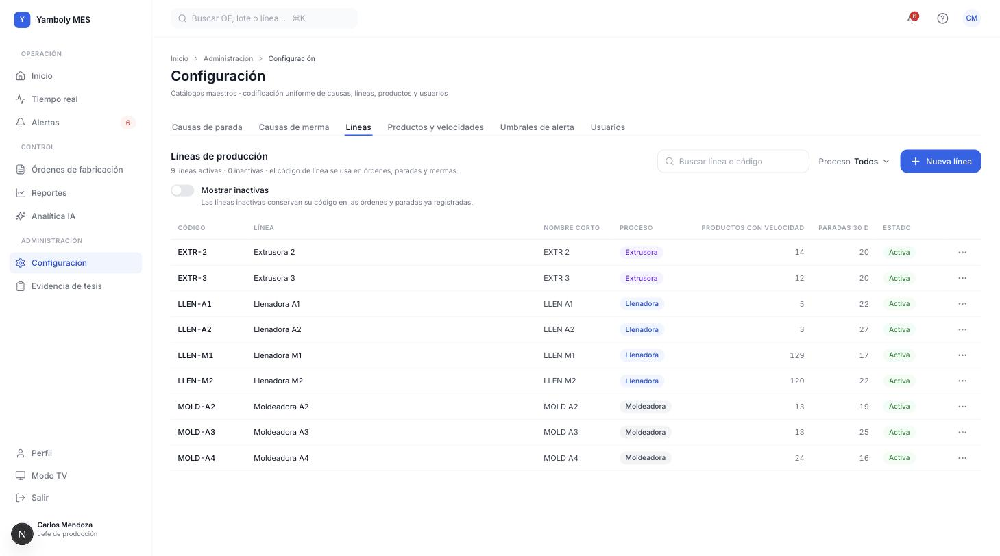 Y Yamboly MES
Buscar OF, lote o línea... ⌘K
6
CM
OPERACIÓN
Inicio
Tiempo real
Alertas 6
CONTROL
Órdenes de fabricación
Reportes
Analítica IA
ADMINISTRACIÓN
Configuración
Evidencia de tesis
Perfil
Modo TV
Salir
N
Carlos Mendoza
Jefe de producción
Inicio > Administración > Configuración
Configuración
Catálogos maestros · codificación uniforme de causas, líneas, productos y usuarios
Causas de parada Causas de merma Líneas Productos y velocidades Umbrales de alerta Usuarios
Líneas de producción
9 líneas activas · 0 inactivas · el código de línea se usa en órdenes, paradas y mermas
Buscar línea o código
Proceso Todos
+ Nueva línea
Mostrar inactivas
Las líneas inactivas conservan su código en las órdenes y paradas ya registradas.
CÓDIGO LÍNEA NOMBRE CORTO PROCESO PRODUCTOS CON VELOCIDAD PARADAS 30 D ESTADO
EXTR-2 Extrusora 2 EXTR 2 Extrusora 14 20 Activa ···
EXTR-3 Extrusora 3 EXTR 3 Extrusora 12 20 Activa ···
LLEN-A1 Llenadora A1 LLEN A1 Llenadora 5 22 Activa ···
LLEN-A2 Llenadora A2 LLEN A2 Llenadora 3 27 Activa ···
LLEN-M1 Llenadora M1 LLEN M1 Llenadora 129 17 Activa ···
LLEN-M2 Llenadora M2 LLEN M2 Llenadora 120 22 Activa ···
MOLD-A2 Moldeadora A2 MOLD A2 Moldeadora 13 19 Activa ···
MOLD-A3 Moldeadora A3 MOLD A3 Moldeadora 13 25 Activa ···
MOLD-A4 Moldeadora A4 MOLD A4 Moldeadora 24 16 Activa ···